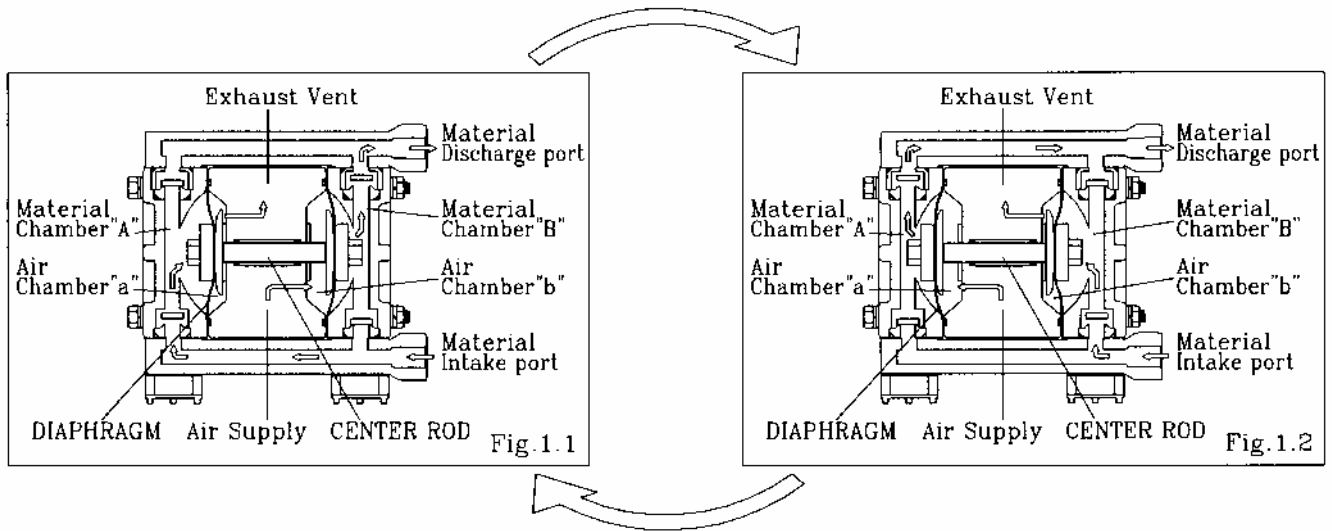 Exhaust Vent
Material
Discharge port
Material
Chamber"A"
Material
Chamber"B"
Air
Chamber"a"
Air
Chamber"b"
Material
Intake port
DIAPHRAGM Air Supply CENTER ROD
Fig.1.1
Exhaust Vent
Material
Discharge port
Material
Chamber"A"
Material
Chamber"B"
Air
Chamber"a"
Air
Chamber"b"
Material
Intake port
DIAPHRAGM Air Supply CENTER ROD
Fig.1.2